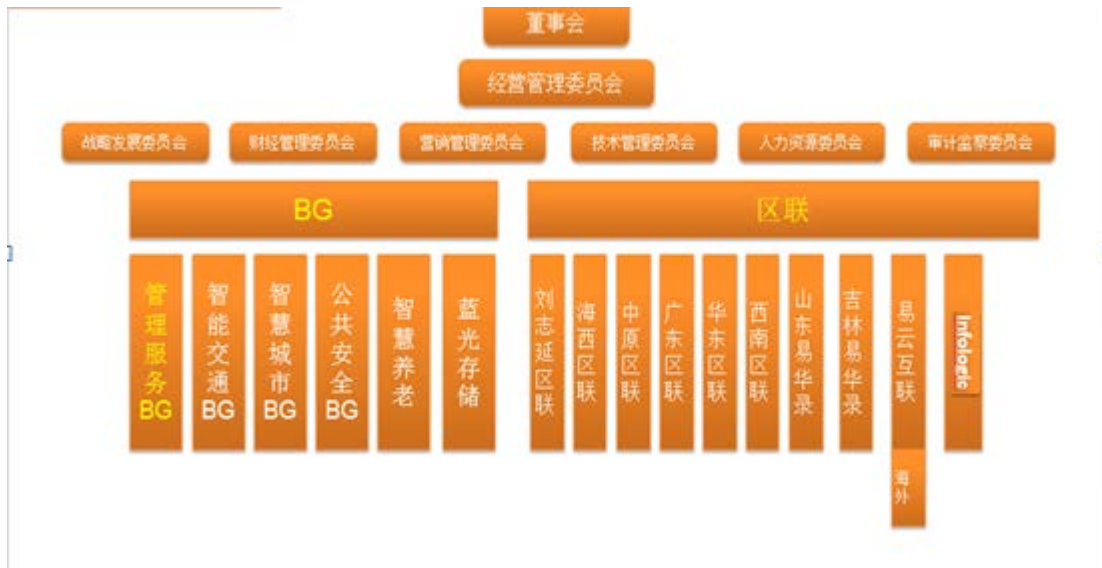 董事会
经营管理委员会
战略发展委员会
财经管理委员会
营销管理委员会
技术管理委员会
人力资源委员会
审计监察委员会
BG
区联
管理服务BG
智能交通BG
智慧城市BG
公共安全BG
智慧养老
蓝光存储
刘志延区联
海西区联
中原区联
广东区联
华东区联
西南区联
山东易华录
吉林易华录
易云互联
Infologic
海外